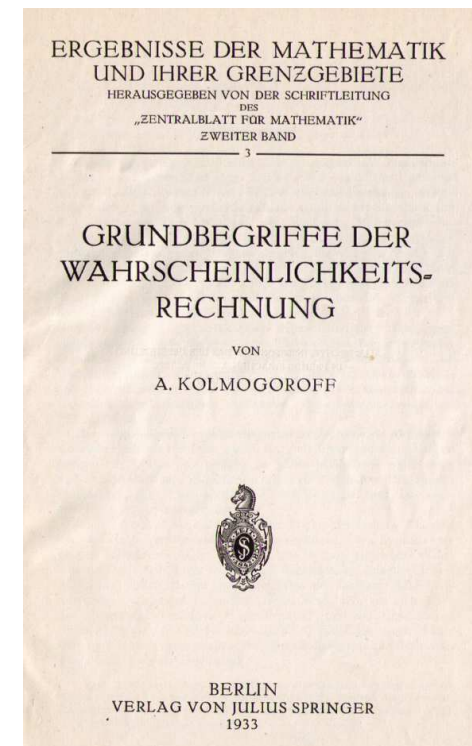 ERGEBNISSE DER MATHEMATIK
UND IHRER GRENZGEBIETE
HERAUSGEGEBEN VON DER SCHRIFTLEITUNG
DES
„ZENTRALBLATT FÜR MATHEMATIK“
ZWEITER BAND
3
GRUNDBEGRIFFE DER
WAHRSCHEINLICHKEITS-
RECHNUNG
VON
A. KOLMOGOROFF
BERLIN
VERLAG VON JULIUS SPRINGER
1933